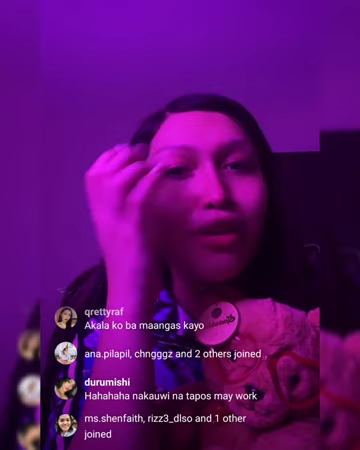 qrettyraf
Akala ko ba maangas kayo
ana.pilapil, chngggz and 2 others joined
durumishi
Hahahaha nakauwi na tapos may work
ms.shenfaith, rizz3_dlso and 1 other
joined